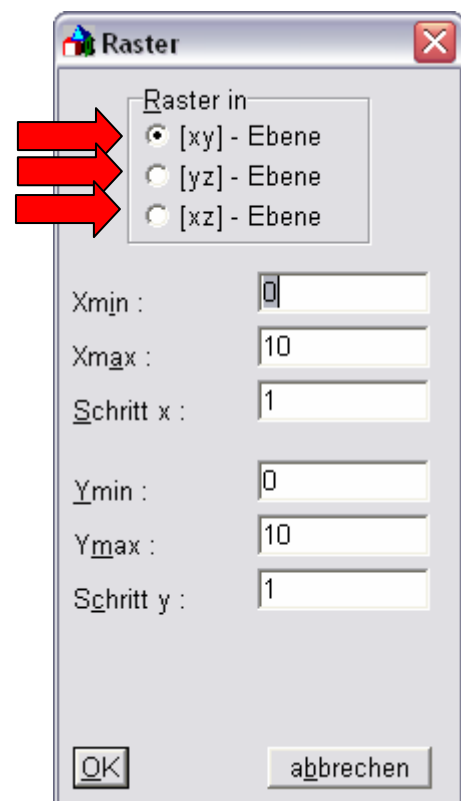 Raster
Raster in
[xy] - Ebene
[yz] - Ebene
[xz] - Ebene
Xmin : 0
Xmax : 10
Schritt x : 1
Ymin : 0
Ymax : 10
Schritt y : 1
OK abbrechen